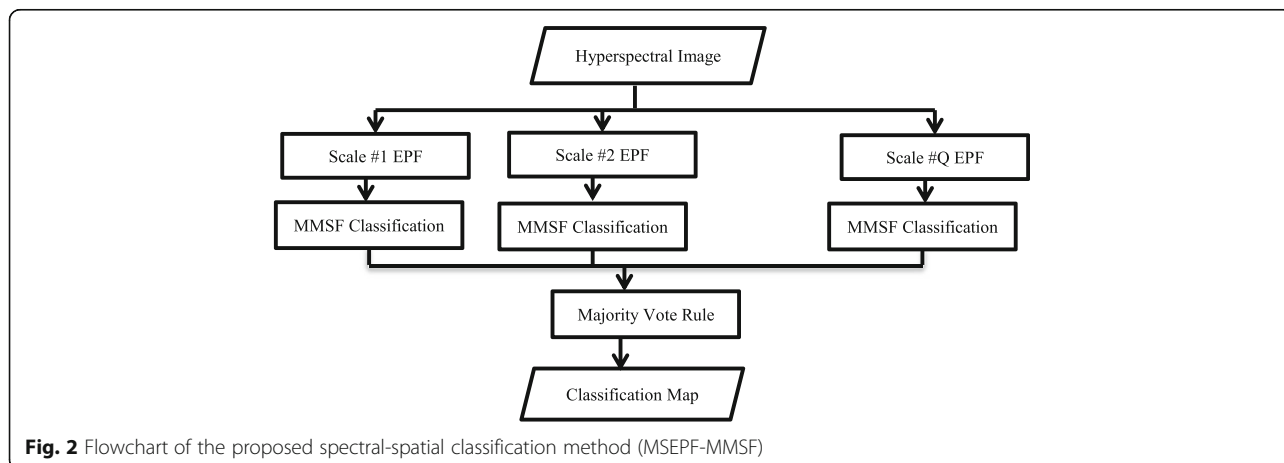 Hyperspectral Image
Scale #1 EPF
Scale #2 EPF
Scale #Q EPF
MMSF Classification
MMSF Classification
MMSF Classification
Majority Vote Rule
Classification Map
Fig. 2 Flowchart of the proposed spectral-spatial classification method (MSEPF-MMSF)